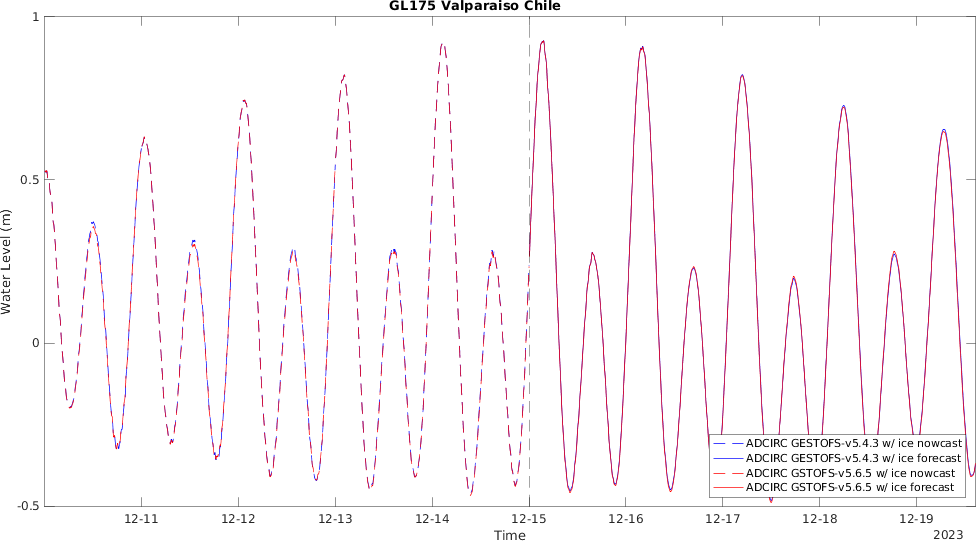 GL175 Valparaiso Chile
1
0.5
0
-0.5
Water Level (m)
12-11
12-12
12-13
12-14
12-15
12-16
12-17
12-18
12-19
Time
2023
ADCIRC GESTOFS-v5.4.3 w/ ice nowcast
ADCIRC GESTOFS-v5.4.3 w/ ice forecast
ADCIRC GSTOFS-v5.6.5 w/ ice nowcast
ADCIRC GSTOFS-v5.6.5 w/ ice forecast